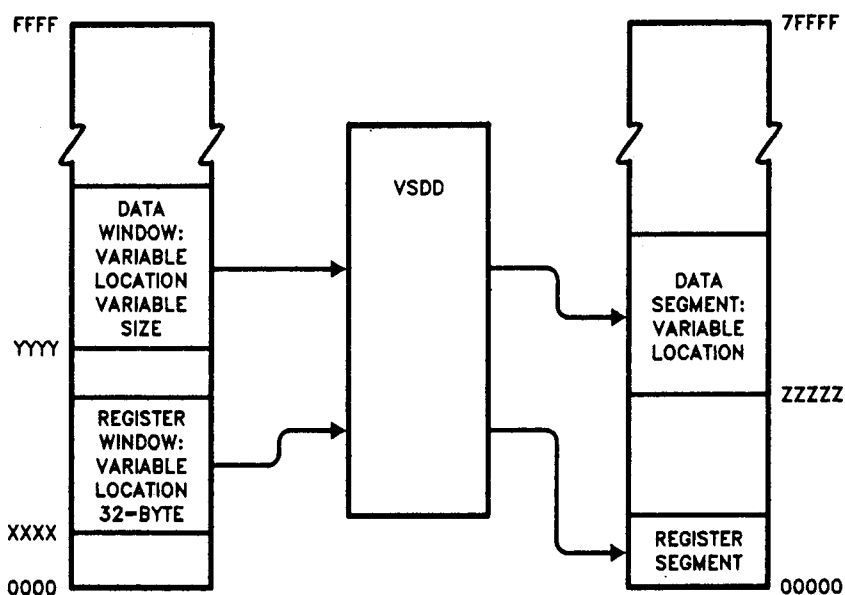 FFFF
DATA
WINDOW:
VARIABLE
LOCATION
VARIABLE
SIZE
YYYY
REGISTER
WINDOW:
VARIABLE
LOCATION
32-BYTE
XXXX
0000
VSDD
7FFFF
DATA
SEGMENT:
VARIABLE
LOCATION
ZZZZZ
REGISTER
SEGMENT
00000